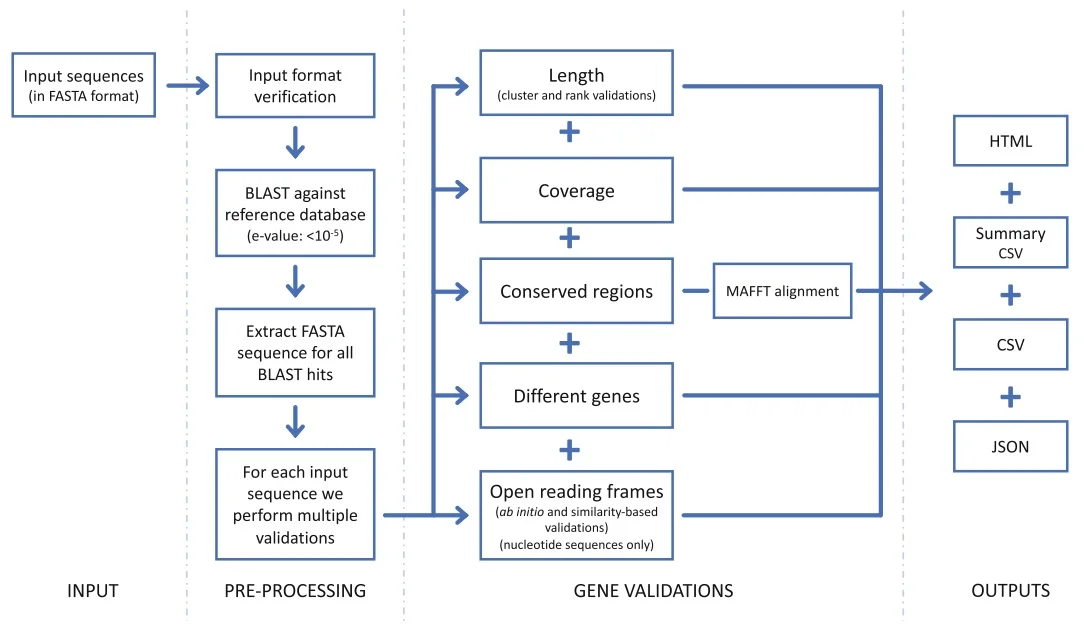 Input sequences
(in FASTA format)
Input format
verification
BLAST against
reference database
(e-value: <10-5)
Extract FASTA
sequence for all
BLAST hits
For each input
sequence we
perform multiple
validations
Length
(cluster and rank validations)
+
Coverage
+
Conserved regions
MAFFT alignment
+
Different genes
+
Open reading frames
(ab initio and similarity-based
validations)
(nucleotide sequences only)
HTML
+
Summary
CSV
+
CSV
+
JSON
INPUT
PRE-PROCESSING
GENE VALIDATIONS
OUTPUTS